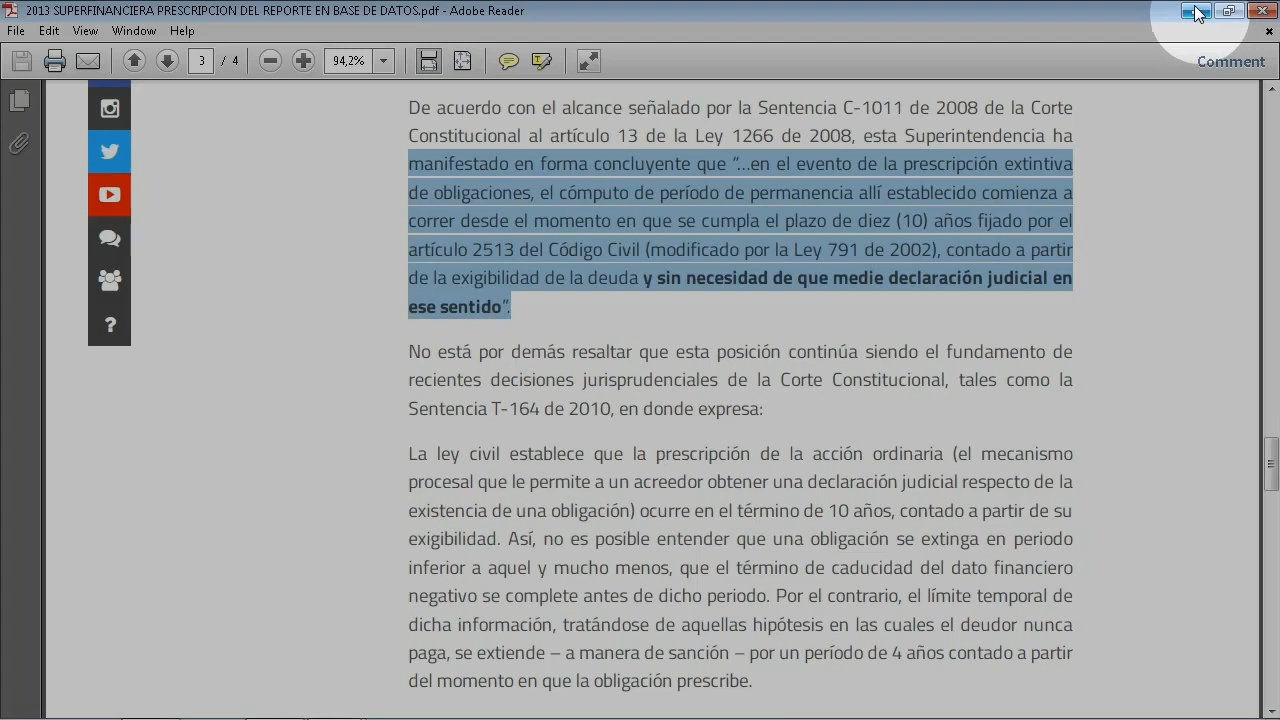 2013 SUPERFINANCIERA PRESCRIPCION DEL REPORTE EN BASE DE DATOS.pdf - Adobe Reader
File Edit View Window Help
3 / 4 94,2% Comment
De acuerdo con el alcance señalado por la Sentencia C-1011 de 2008 de la Corte
Constitucional al artículo 13 de la Ley 1266 de 2008, esta Superintendencia ha
manifestado en forma concluyente que “…en el evento de la prescripción extintiva
de obligaciones, el cómputo de período de permanencia allí establecido comienza a
correr desde el momento en que se cumpla el plazo de diez (10) años fijado por el
artículo 2513 del Código Civil (modificado por la Ley 791 de 2002), contado a partir
de la exigibilidad de la deuda y sin necesidad de que medie declaración judicial en
ese sentido”.
No está por demás resaltar que esta posición continúa siendo el fundamento de
recientes decisiones jurisprudenciales de la Corte Constitucional, tales como la
Sentencia T-164 de 2010, en donde expresa:
La ley civil establece que la prescripción de la acción ordinaria (el mecanismo
procesal que le permite a un acreedor obtener una declaración judicial respecto de la
existencia de una obligación) ocurre en el término de 10 años, contado a partir de su
exigibilidad. Así, no es posible entender que una obligación se extinga en periodo
inferior a aquel y mucho menos, que el término de caducidad del dato financiero
negativo se complete antes de dicho periodo. Por el contrario, el límite temporal de
dicha información, tratándose de aquellas hipótesis en las cuales el deudor nunca
paga, se extiende – a manera de sanción – por un período de 4 años contado a partir
del momento en que la obligación prescribe.